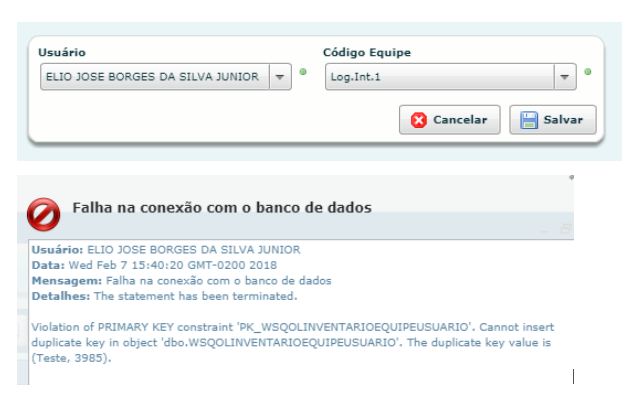 Usuário Código Equipe
ELIO JOSE BORGES DA SILVA JUNIOR Log.Int.1
Cancelar Salvar
Falha na conexão com o banco de dados
Usuário: ELIO JOSE BORGES DA SILVA JUNIOR
Data: Wed Feb 7 15:40:20 GMT-0200 2018
Mensagem: Falha na conexão com o banco de dados
Detalhes: The statement has been terminated.
Violation of PRIMARY KEY constraint 'PK_WSQOLINVENTARIOEQUIPEUSUARIO'. Cannot insert
duplicate key in object 'dbo.WSQOLINVENTARIOEQUIPEUSUARIO'. The duplicate key value is
(Teste, 3985).